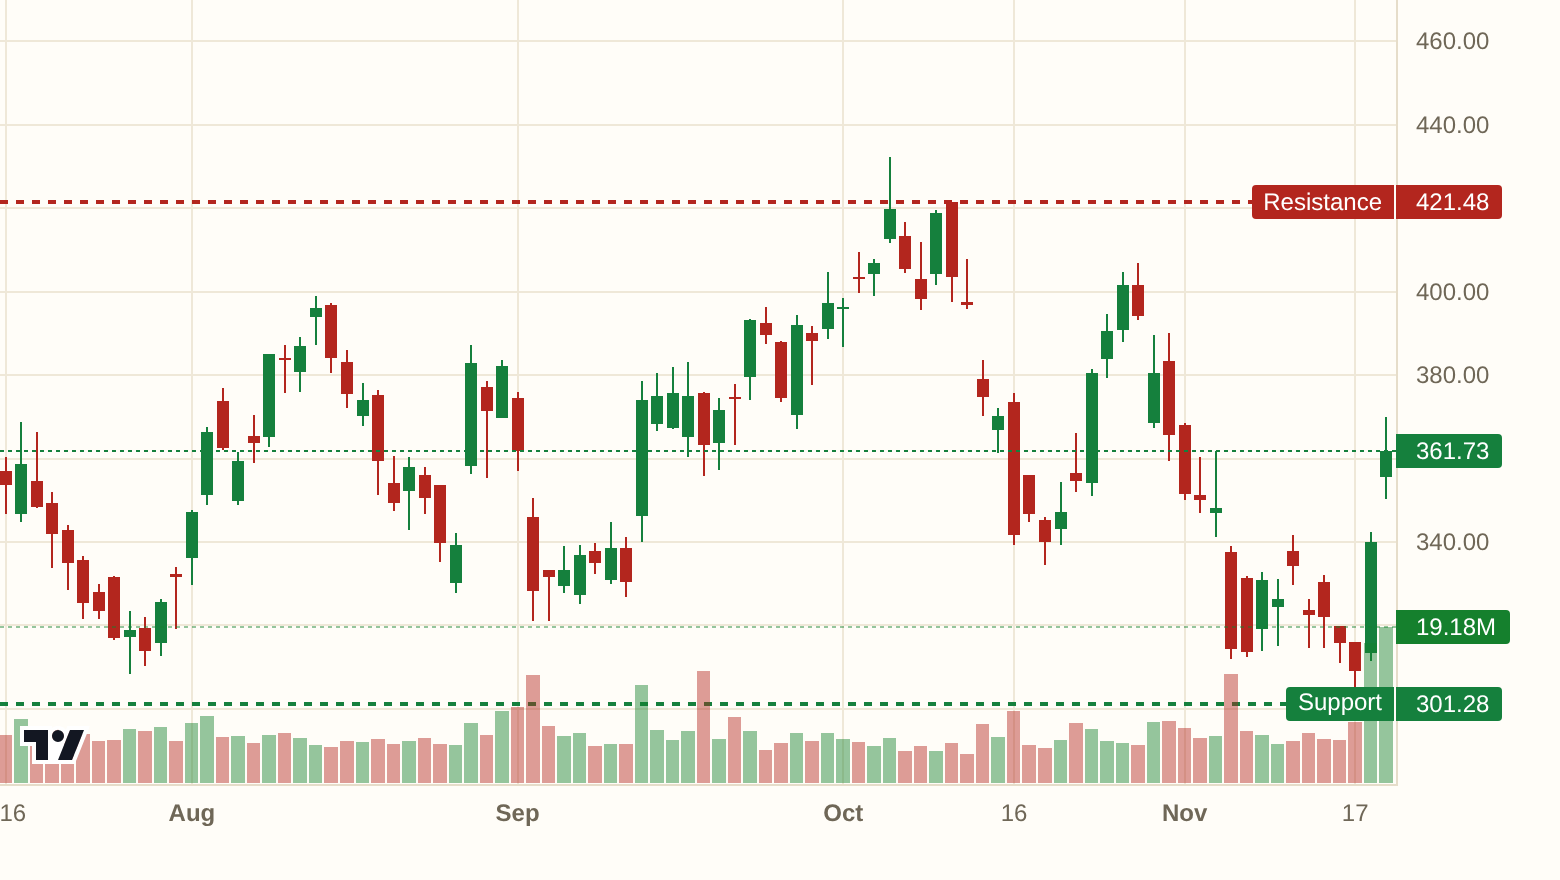 460.00
440.00
Resistance 421.48
400.00
380.00
361.73
340.00
19.18M
Support 301.28
16 Aug Sep Oct 16 Nov 17